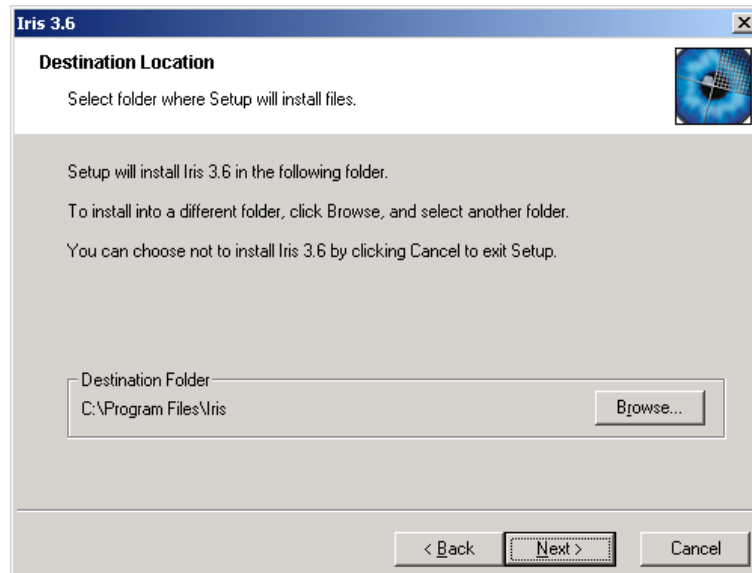 Iris 3.6
Destination Location
Select folder where Setup will install files.
Setup will install Iris 3.6 in the following folder.
To install into a different folder, click Browse, and select another folder.
You can choose not to install Iris 3.6 by clicking Cancel to exit Setup.
Destination Folder
C:\Program Files\Iris
Browse...
< Back
Next >
Cancel